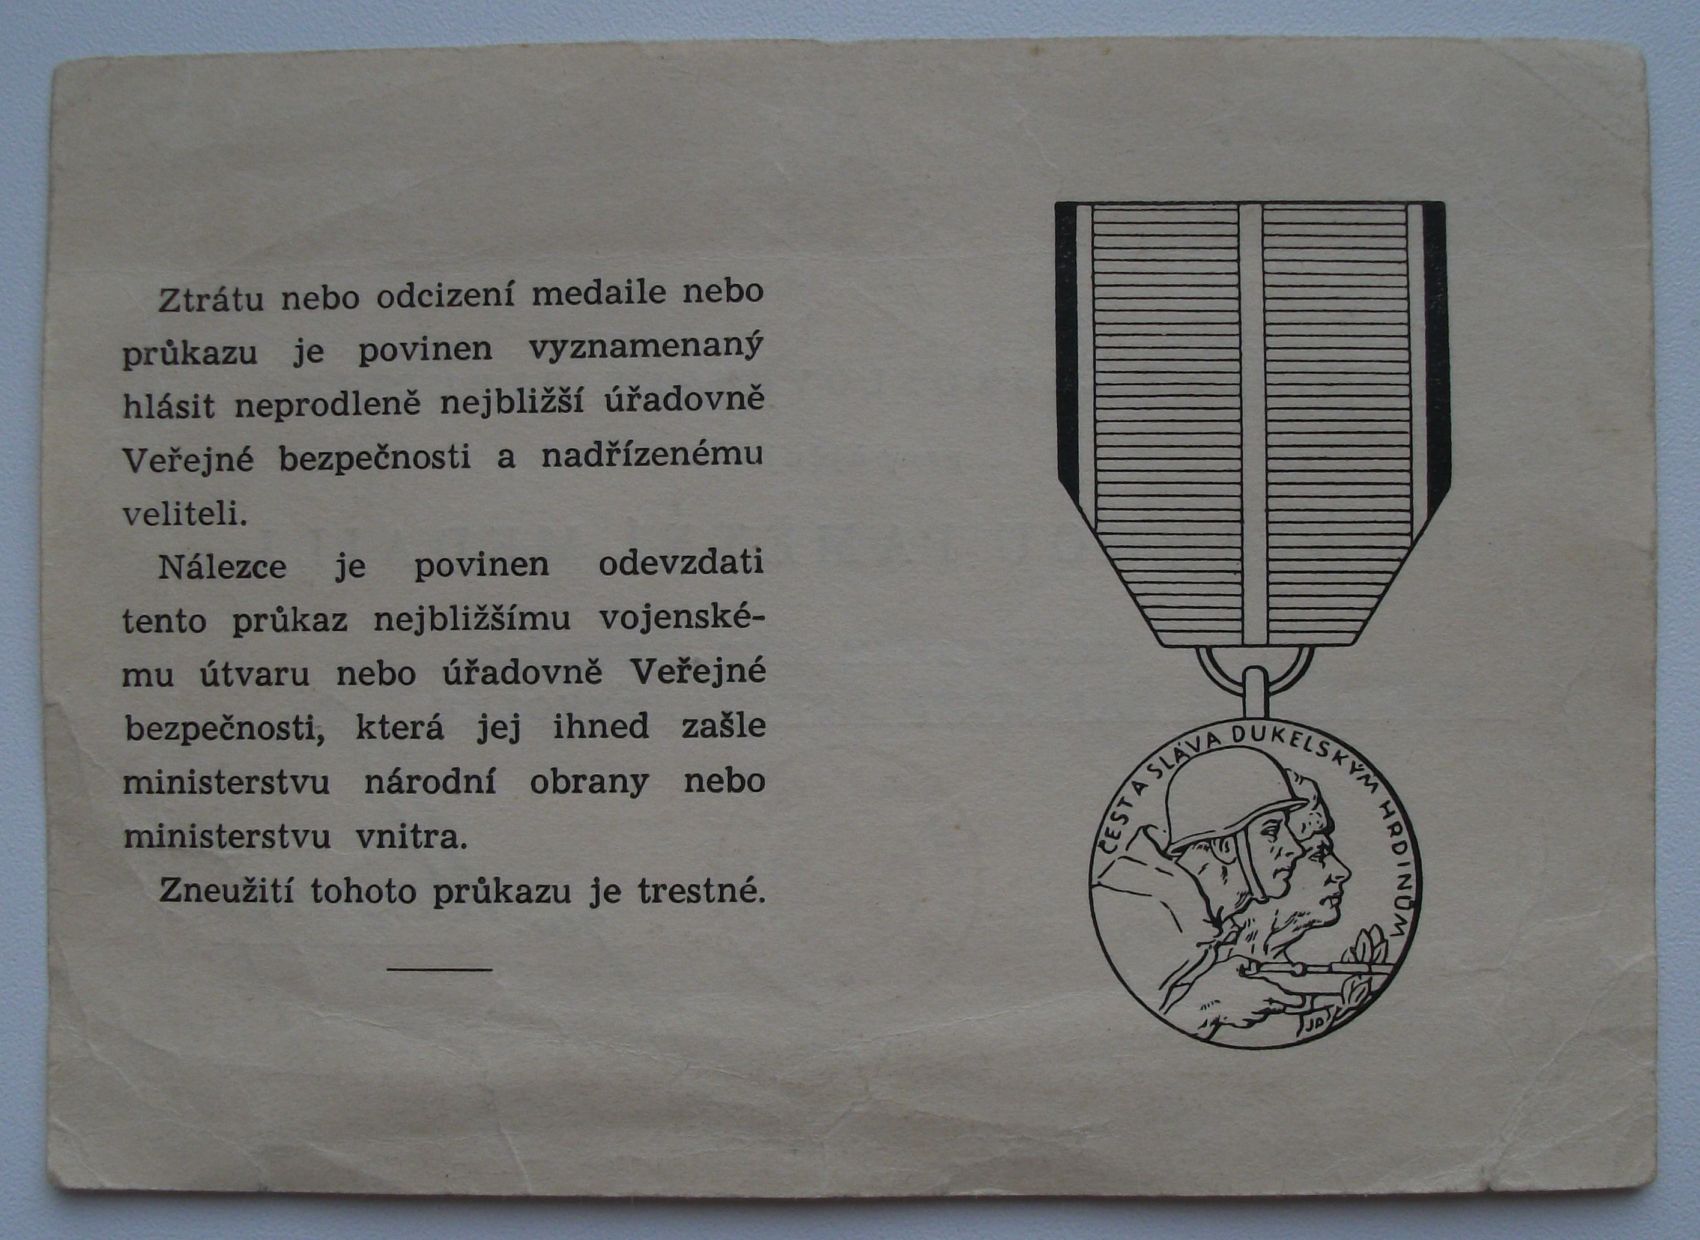 Ztrátu nebo odcizení medaile nebo
průkazu je povinen vyznamenaný
hlásit neprodleně nejbližší úřadovně
Veřejné bezpečnosti a nadřízenému
veliteli.
Nálezce je povinen odevzdati
tento průkaz nejbližšímu vojenské-
mu útvaru nebo úřadovně Veřejné
bezpečnosti, která jej ihned zašle
ministerstvu národní obrany nebo
ministerstvu vnitra.
Zneužití tohoto průkazu je trestné.
ČEST A SLÁVA DUKELSKÝM HRDINŮM